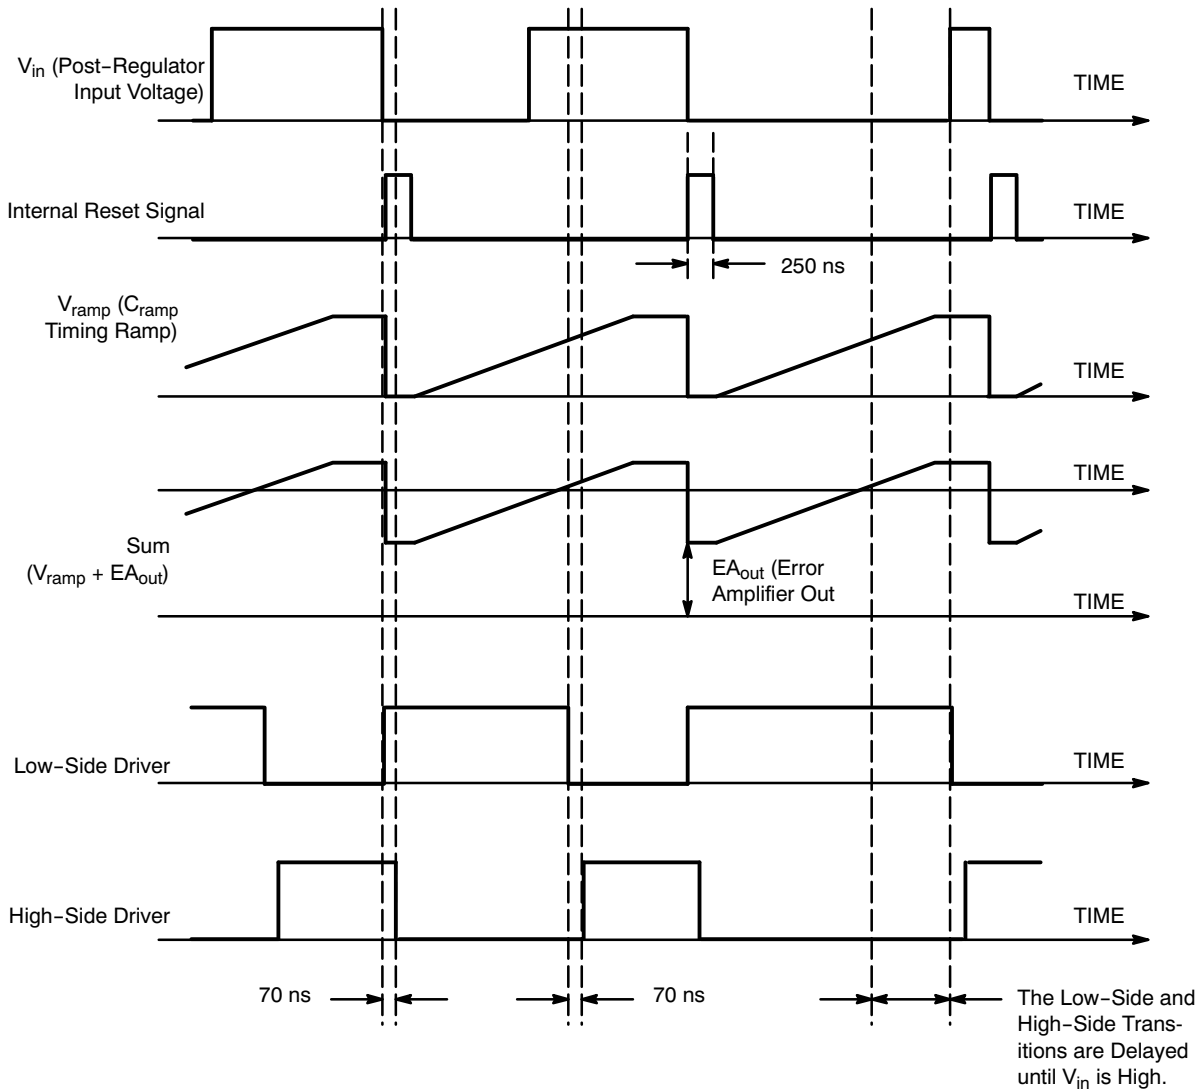 V_in (Post-Regulator
Input Voltage)
TIME
Internal Reset Signal
TIME
250 ns
V_ramp (C_ramp
Timing Ramp)
TIME
TIME
Sum
(V_ramp + EA_out)
EA_out (Error
Amplifier Out
TIME
Low-Side Driver
TIME
High-Side Driver
TIME
70 ns
70 ns
The Low-Side and
High-Side Trans-
itions are Delayed
until V_in is High.